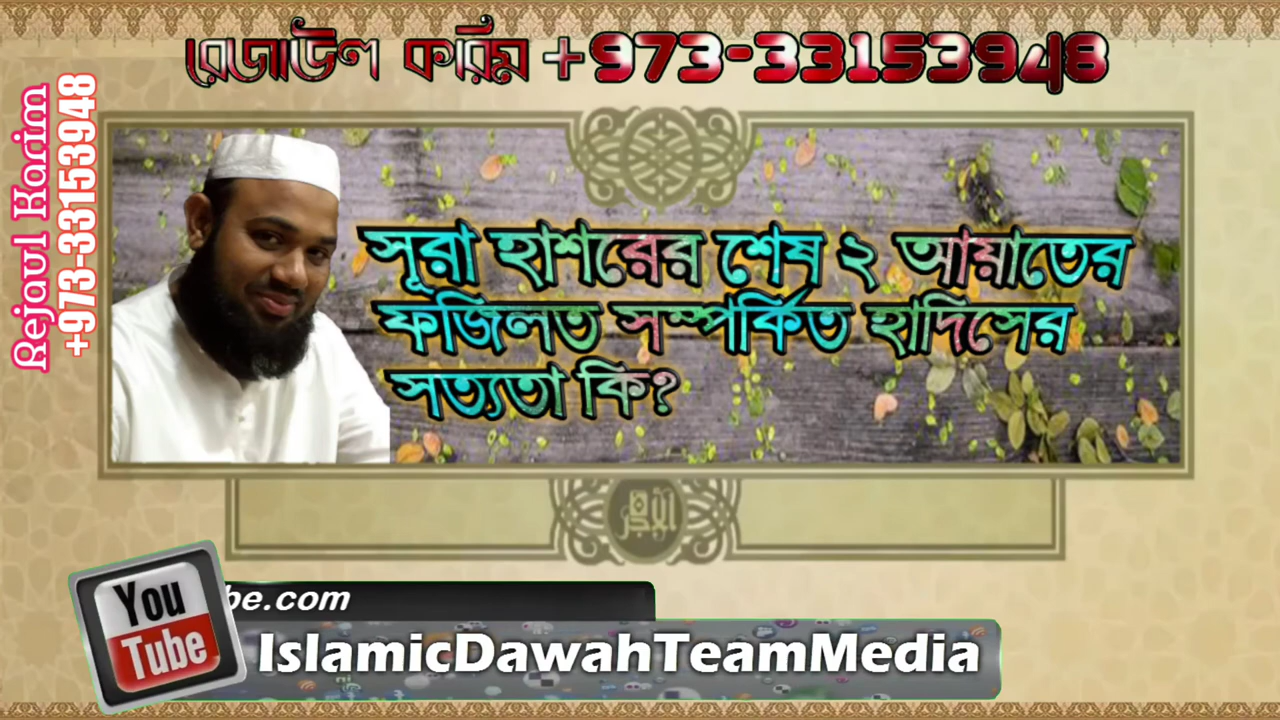 রেজাউল করিম +973-33153948
Rejaul Karim
+973-33153948
সূরা হাশরের শেষ ২ আয়াতের
ফজিলত সম্পর্কিত হাদিসের
সত্যতা কি?
You
Tube
be.com
IslamicDawahTeamMedia